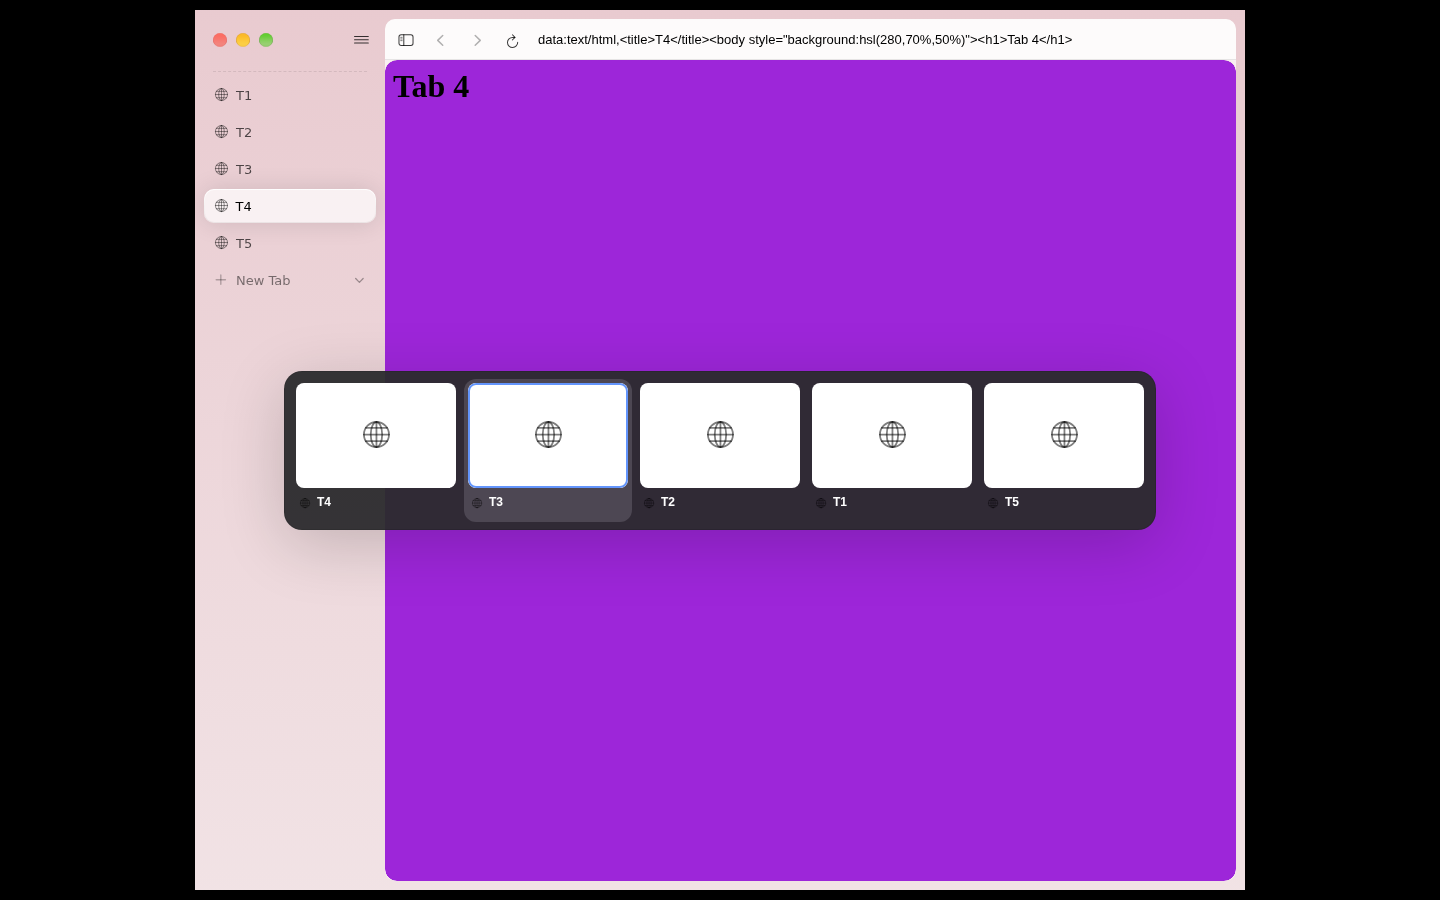 data:text/html,<title>T4</title><body style="background:hsl(280,70%,50%)"><h1>Tab 4</h1>
Tab 4
T1
T2
T3
T4
T5
New Tab
T4
T3
T2
T1
T5